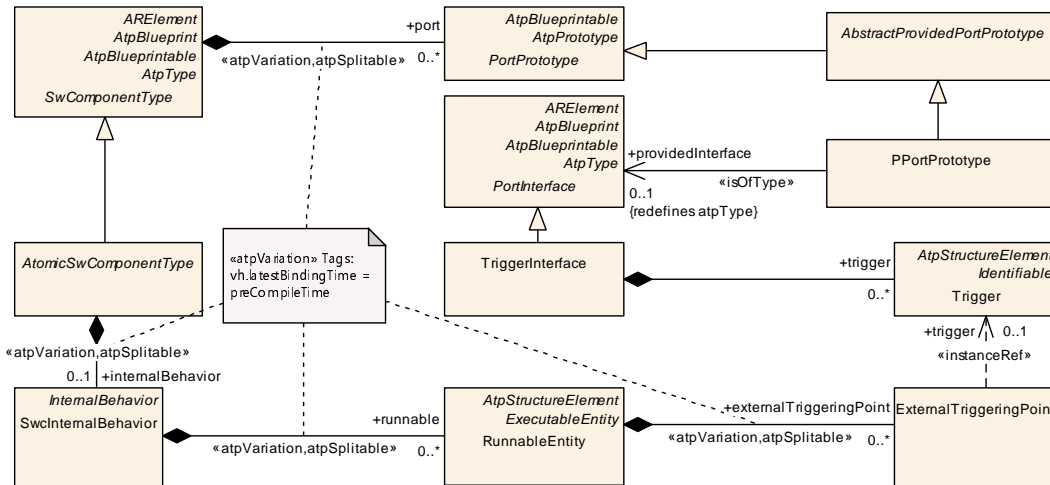 ARElement
AtpBlueprint
AtpBlueprintable
AtpType
SwComponentType
+port
«atpVariation,atpSplitable»
0..*
AtpBlueprintable
AtpPrototype
PortPrototype
AbstractProvidedPortPrototype
ARElement
AtpBlueprint
AtpBlueprintable
AtpType
PortInterface
+providedInterface
«isOfType»
0..1
{redefines atpType}
PPortPrototype
AtomicSwComponentType
«atpVariation» Tags:
vh.latestBindingTime =
preCompileTime
TriggerInterface
+trigger
0..*
AtpStructureElement
Identifiable
Trigger
«atpVariation,atpSplitable»
0..1 +internalBehavior
+trigger 0..1
«instanceRef»
InternalBehavior
SwcInternalBehavior
+runnable
«atpVariation,atpSplitable»
0..*
AtpStructureElement
ExecutableEntity
RunnableEntity
+externalTriggeringPoint
«atpVariation,atpSplitable»
0..*
ExternalTriggeringPoint